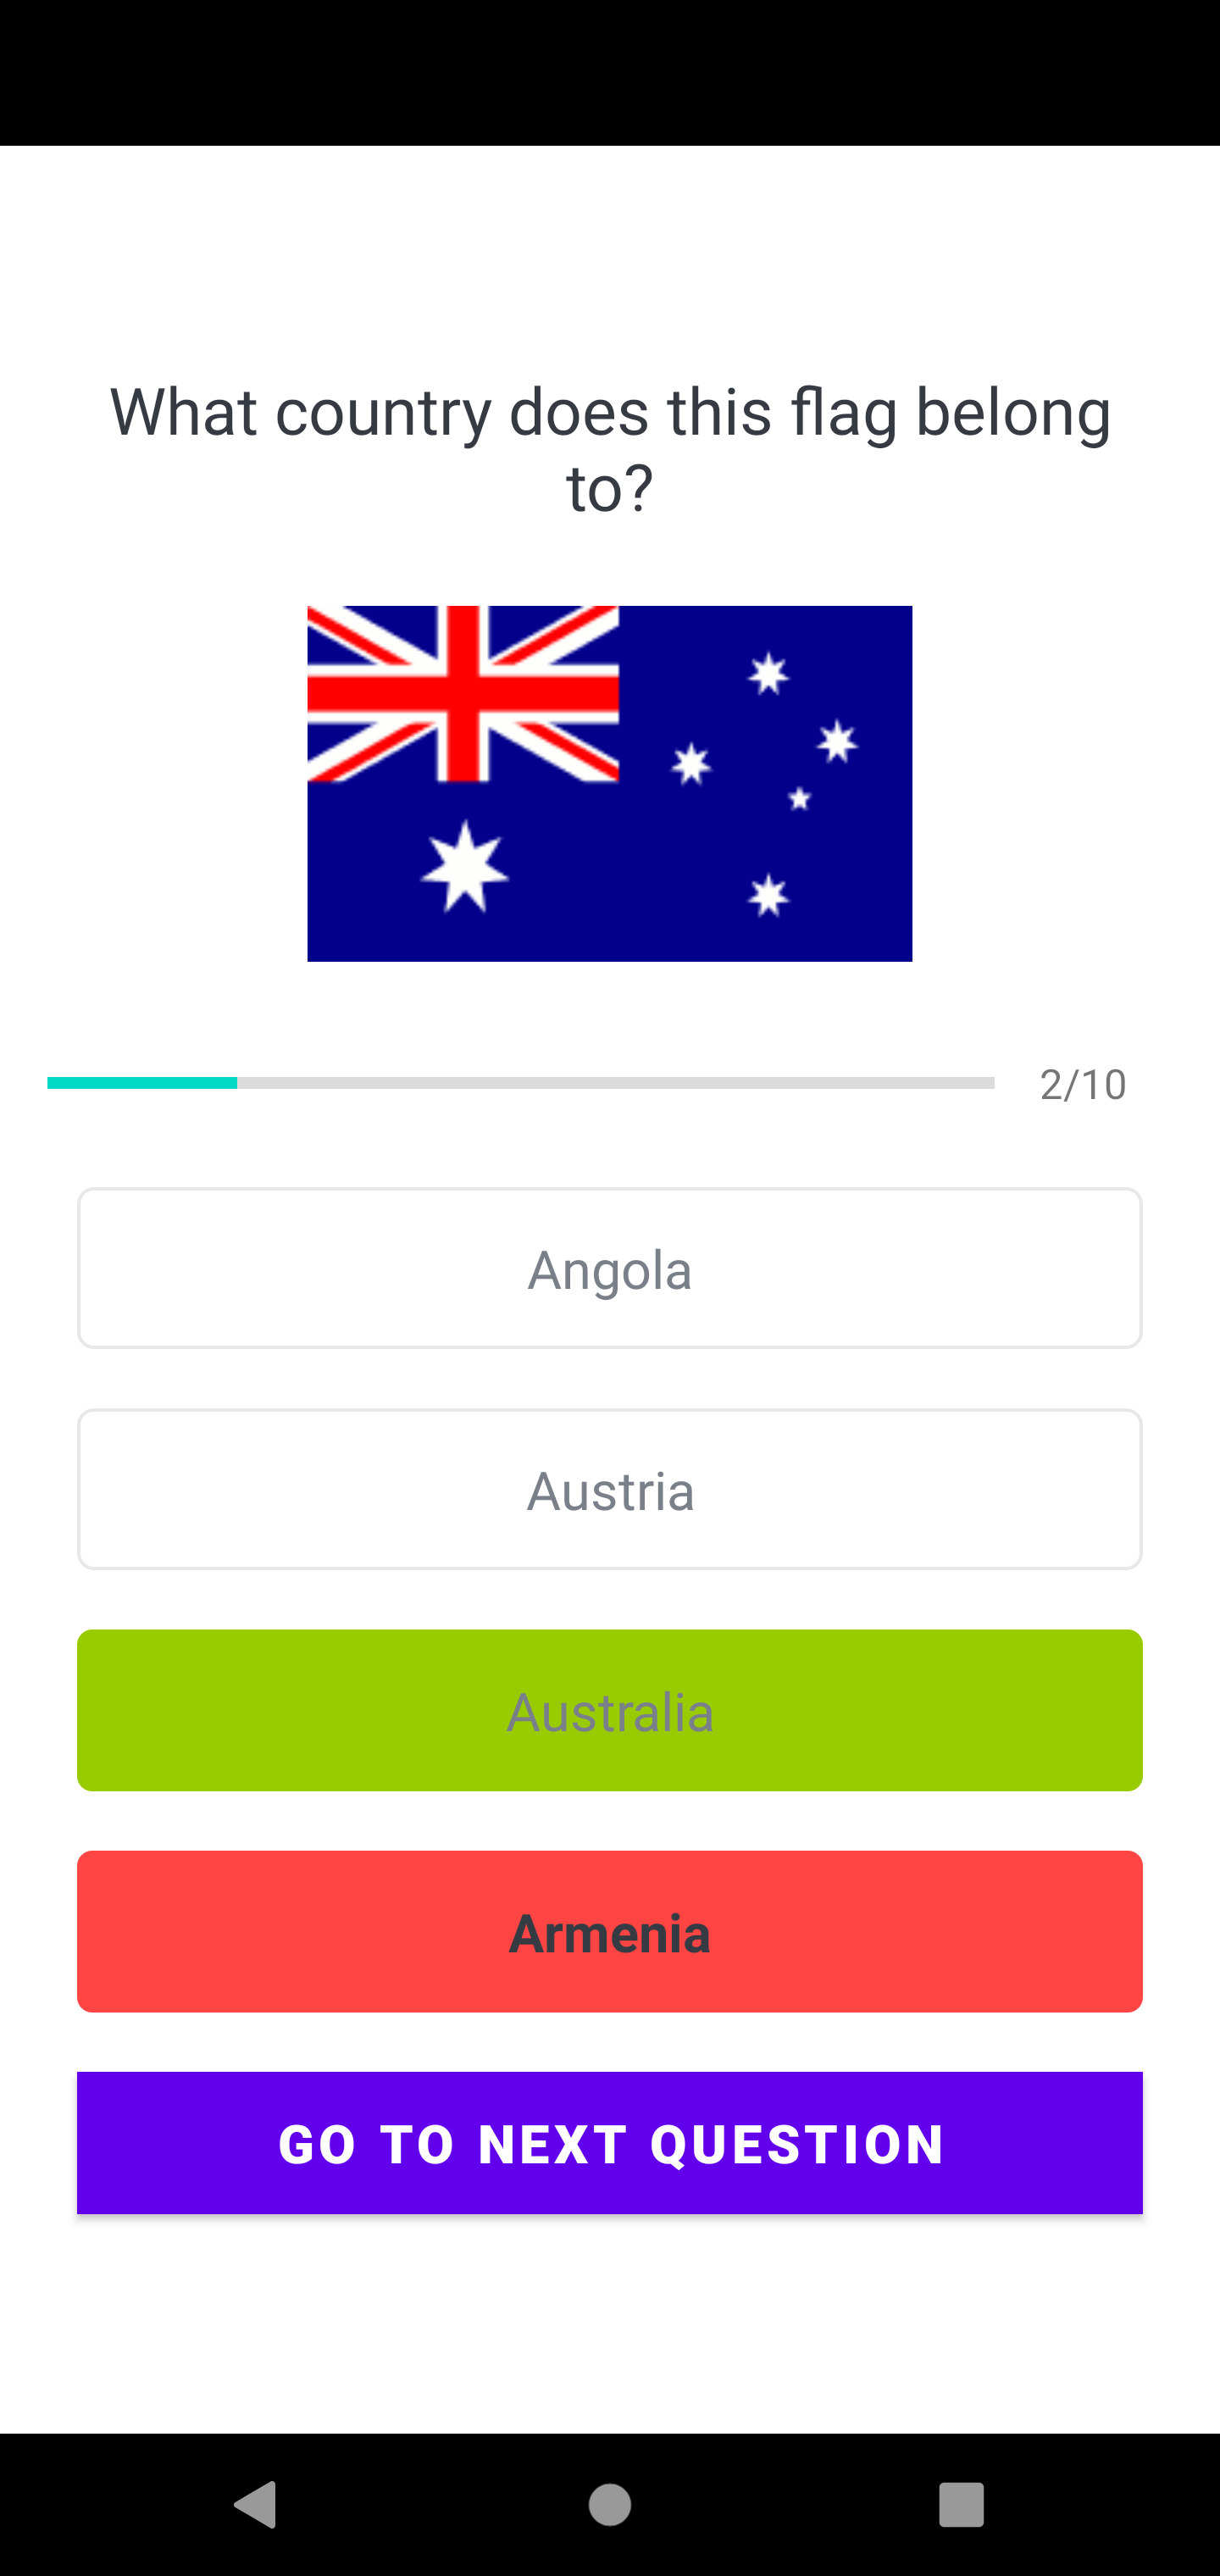 What country does this flag belong
to?
2/10
Angola
Austria
Australia
Armenia
GO TO NEXT QUESTION